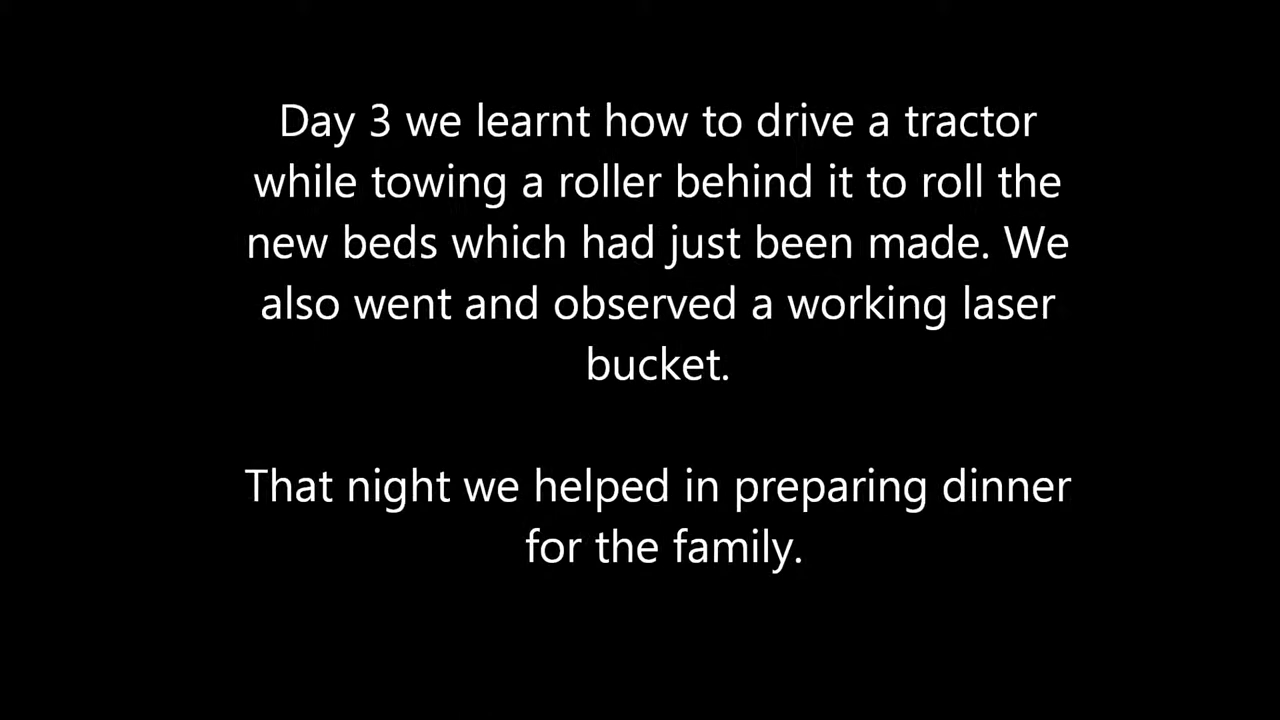 Day 3 we learnt how to drive a tractor
while towing a roller behind it to roll the
new beds which had just been made. We
also went and observed a working laser
bucket.
That night we helped in preparing dinner
for the family.